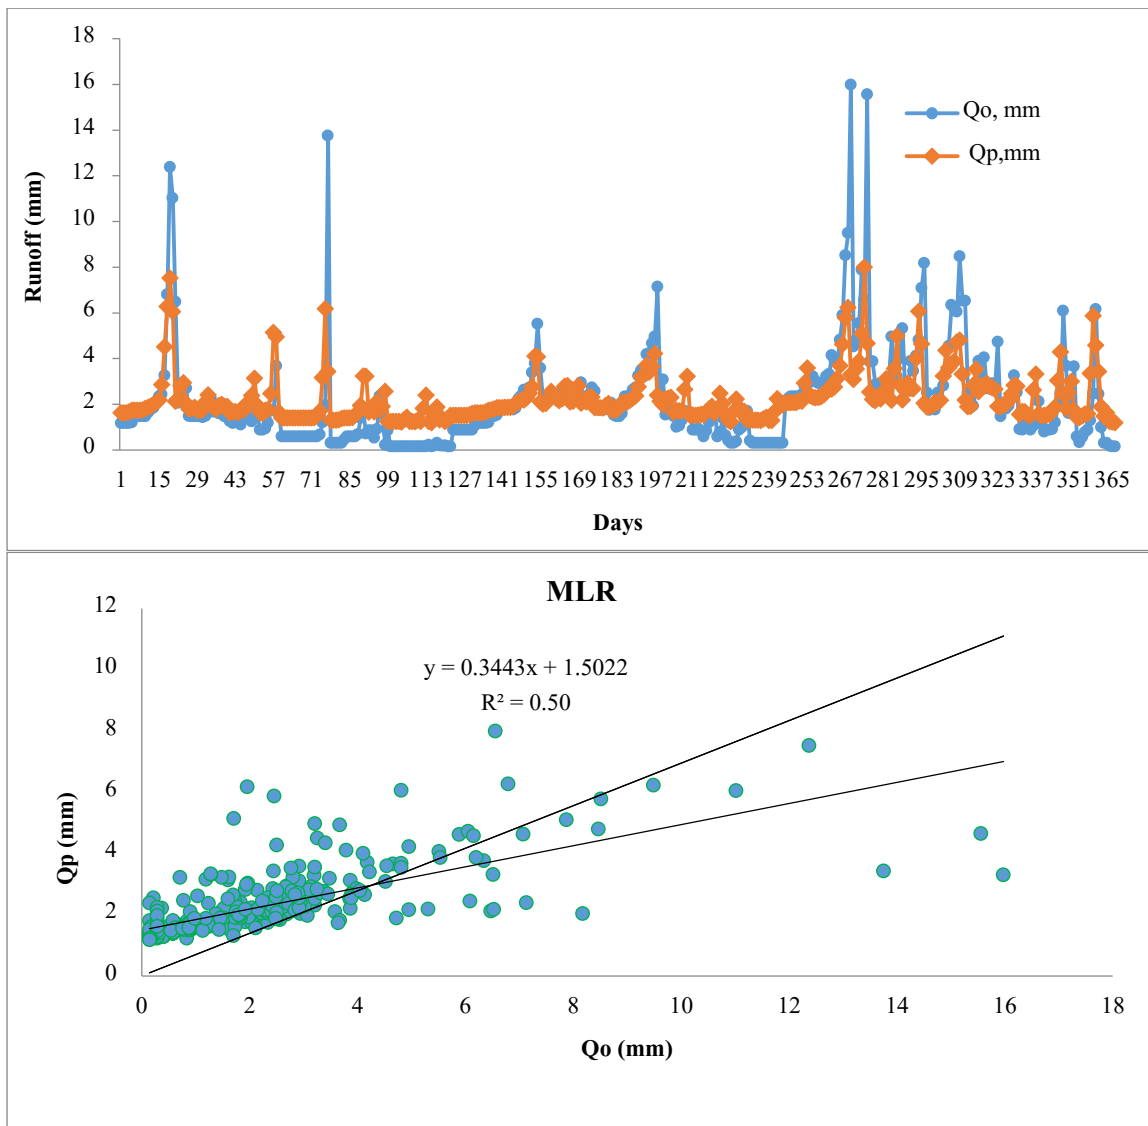 18
16
14
12
10
8
6
4
2
0
Runoff (mm)
Qo, mm
Qp,mm
1 15 29 43 57 71 85 99 113 127 141 155 169 183 197 211 225 239 253 267 281 295 309 323 337 351 365
Days
MLR
12
10
8
6
4
2
0
Qp (mm)
y = 0.3443x + 1.5022
R² = 0.50
0 2 4 6 8 10 12 14 16 18
Qo (mm)